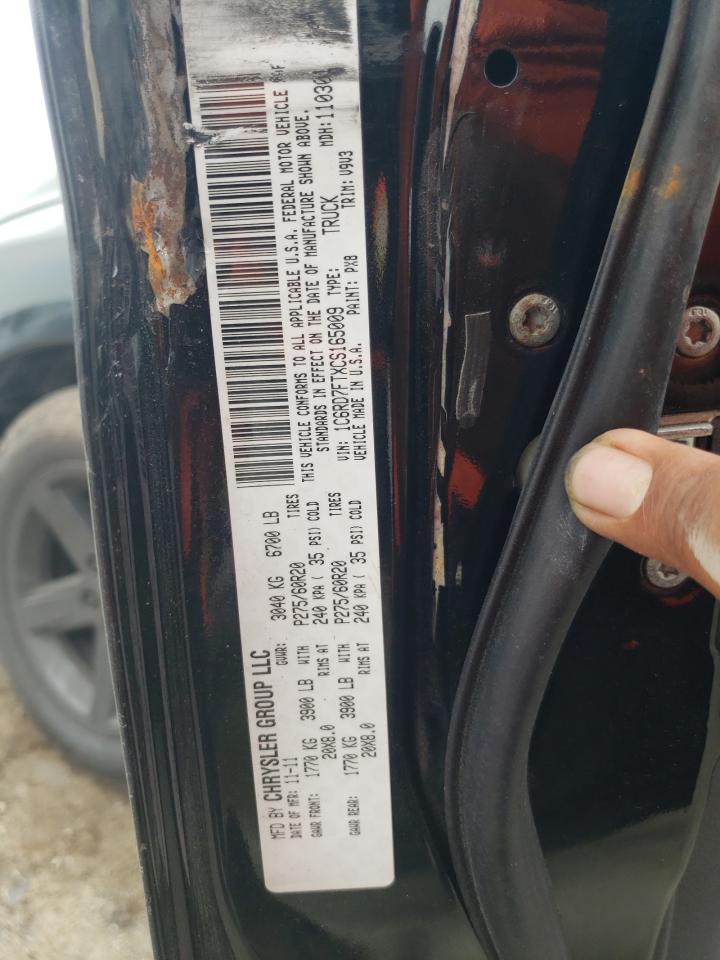 MFD BY CHRYSLER GROUP LLC
DATE OF MFR: 11-11 GVWR: 3040 KG 6700 LB
GAWR FRONT: 1770 KG 3900 LB WITH P275/60R20 TIRES
20X8.0 RIMS AT 240 KPA ( 35 PSI) COLD
GAWR REAR: 1770 KG 3900 LB WITH P275/60R20 TIRES
20X8.0 RIMS AT 240 KPA ( 35 PSI) COLD
THIS VEHICLE CONFORMS TO ALL APPLICABLE U.S.A. FEDERAL MOTOR VEHICLE
STANDARDS IN EFFECT ON THE DATE OF MANUFACTURE SHOWN ABOVE.
VIN: 1C6RD7FTXCS165009 TYPE: TRUCK MDH:110301
VEHICLE MADE IN U.S.A. PAINT: PX8 TRIM: V9V3